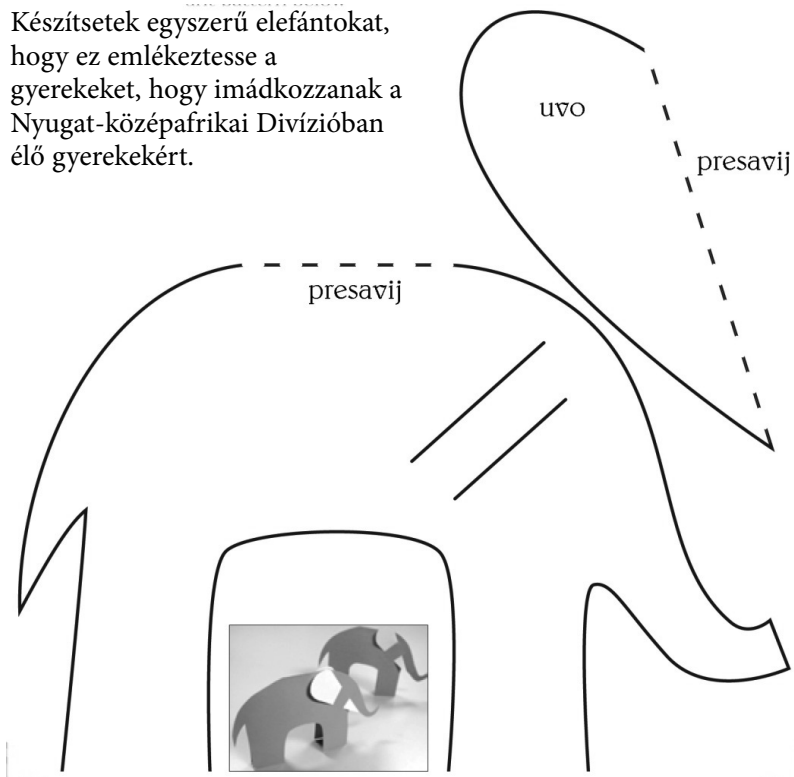 Készítsetek egyszerű elefántokat,
hogy ez emlékeztesse a
gyerekeket, hogy imádkozzanak a
Nyugat-középafrikai Divízióban
élő gyerekekért.
uvo
presavij
presavij